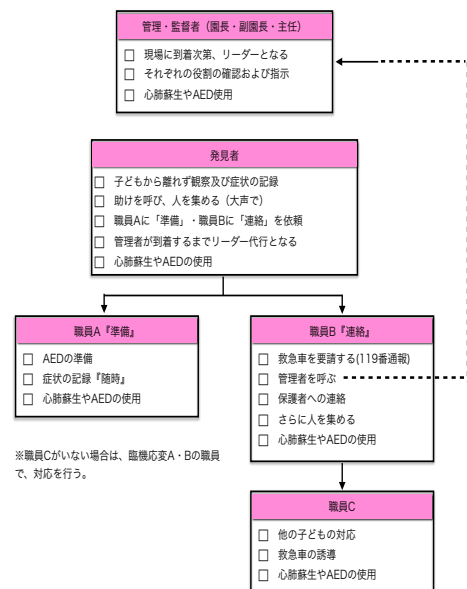 管理・監督者（園長・副園長・主任）
□ 現場に到着次第、リーダーとなる
□ それぞれの役割の確認および指示
□ 心肺蘇生やAED使用
発見者
□ 子どもから離れず観察及び症状の記録
□ 助けを呼び、人を集める（大声で）
□ 職員Aに「準備」・職員Bに「連絡」を依頼
□ 管理者が到着するまでリーダー代行となる
□ 心肺蘇生やAEDの使用
職員A『準備』
□ AEDの準備
□ 症状の記録『随時』
□ 心肺蘇生やAEDの使用
職員B『連絡』
□ 救急車を要請する(119番通報)
□ 管理者を呼ぶ
□ 保護者への連絡
□ さらに人を集める
□ 心肺蘇生やAEDの使用
※職員Cがいない場合は、臨機応変A・Bの職員
で、対応を行う。
職員C
□ 他の子どもの対応
□ 救急車の誘導
□ 心肺蘇生やAEDの使用